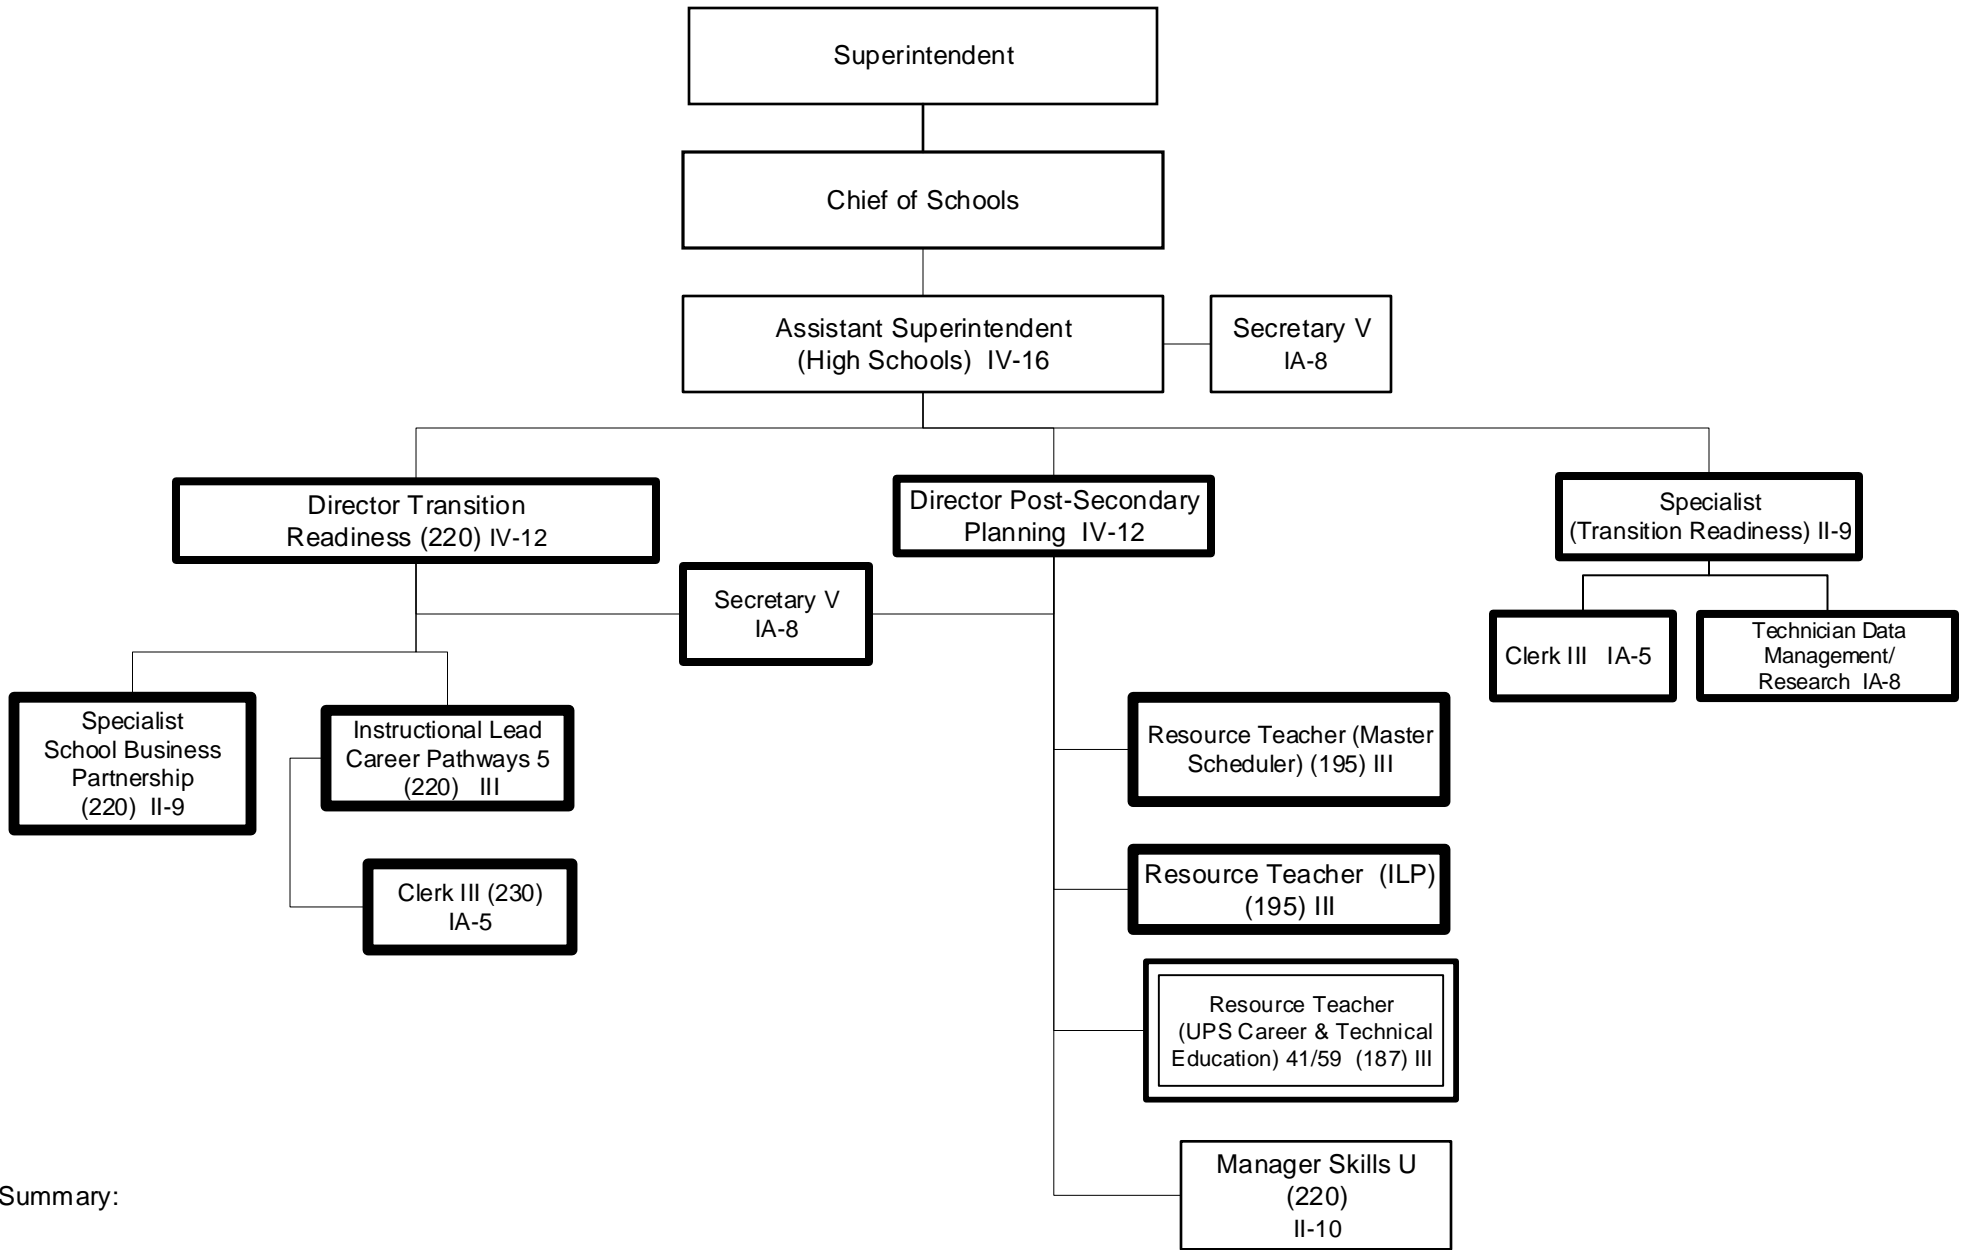 Superintendent
Chief of Schools
Assistant Superintendent
(High Schools)  IV-16
Secretary V
IA-8
Director Transition
Readiness (220) IV-12
Director Post-Secondary
Planning  IV-12
Specialist
(Transition Readiness) II-9
Secretary V
IA-8
Clerk III   IA-5
Technician Data
Management/
Research  IA-8
Specialist
School Business
Partnership
(220)  II-9
Instructional Lead
Career Pathways 5
(220)   III
Clerk III (230)
IA-5
Resource Teacher (Master
Scheduler) (195) III
Resource Teacher  (ILP)
(195) III
Resource Teacher
(UPS Career & Technical
Education) 41/59  (187) III
Manager Skills U
(220)
II-10
Summary: